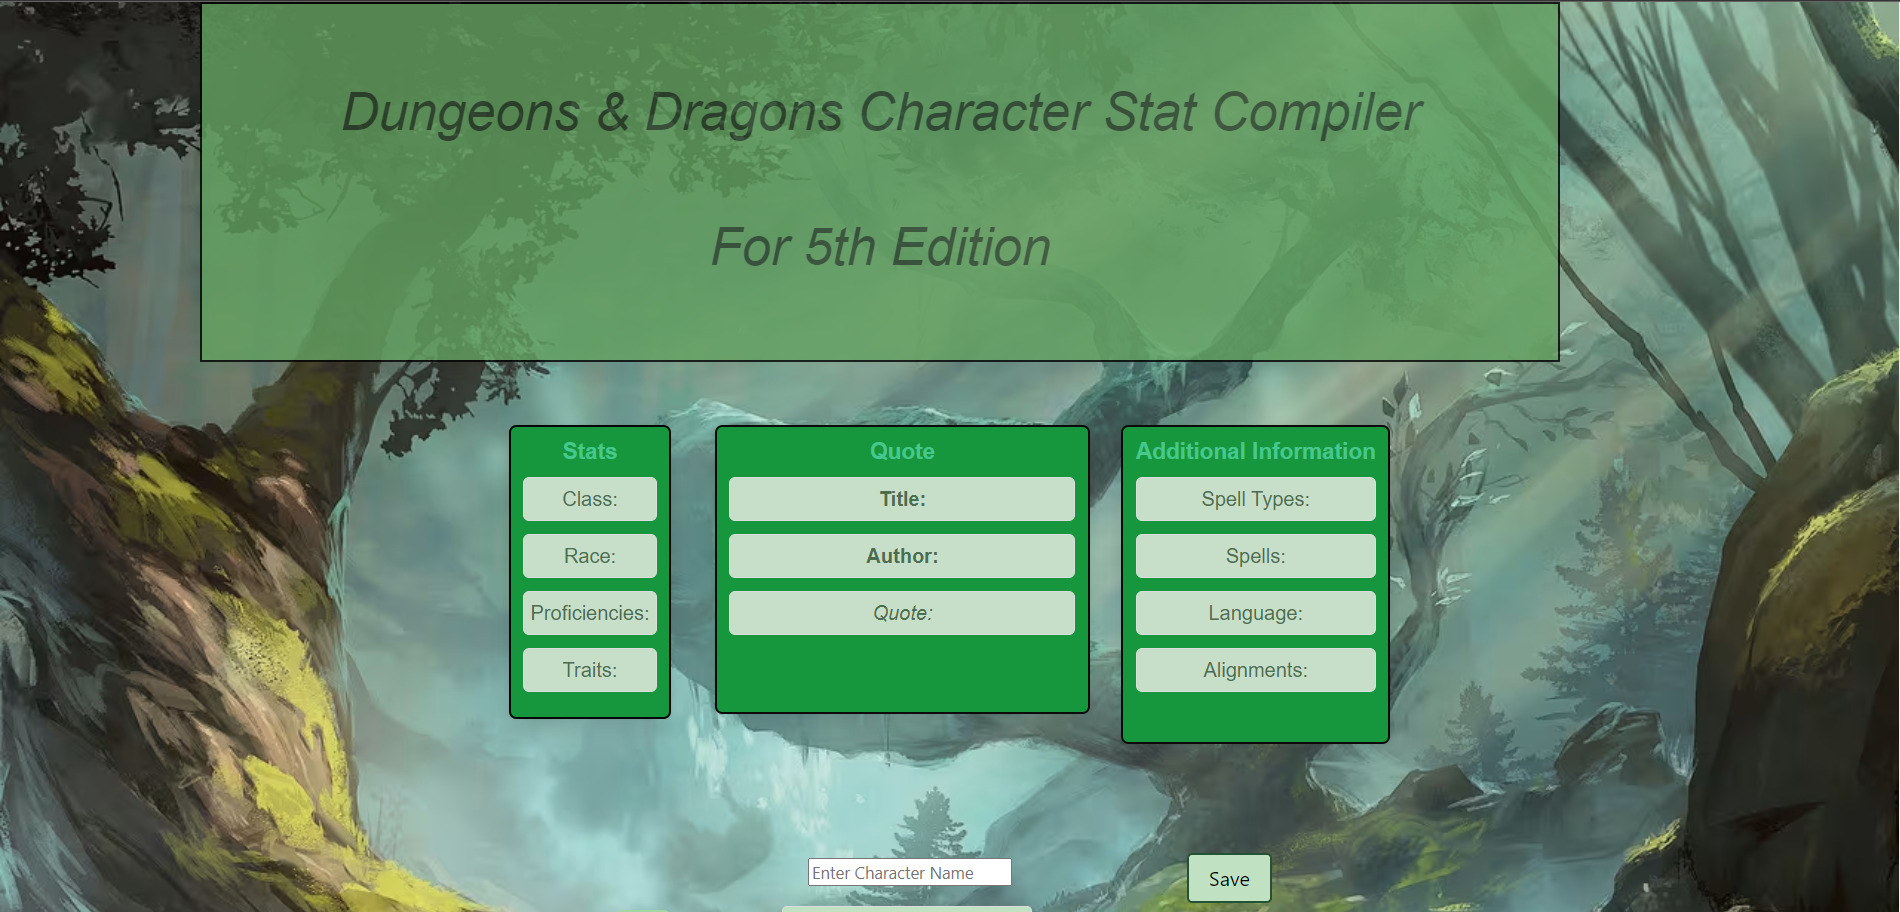 Dungeons & Dragons Character Stat Compiler
For 5th Edition
Stats
Class:
Race:
Proficiencies:
Traits:
Quote
Title:
Author:
Quote:
Additional Information
Spell Types:
Spells:
Language:
Alignments:
Enter Character Name
Save